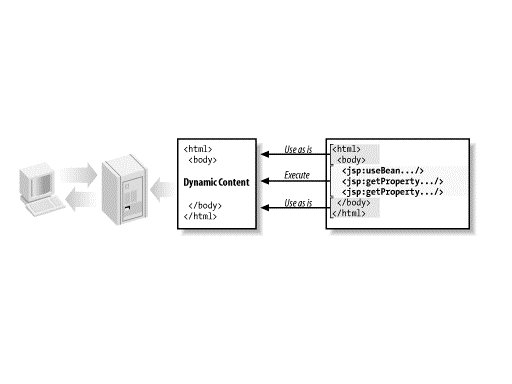 <html>
<body>
Dynamic Content
</body>
</html>
Use as is
Execute
Use as is
<html>
<body>
<jsp:useBean.../>
<jsp:getProperty.../>
<jsp:getProperty.../>
</body>
</html>